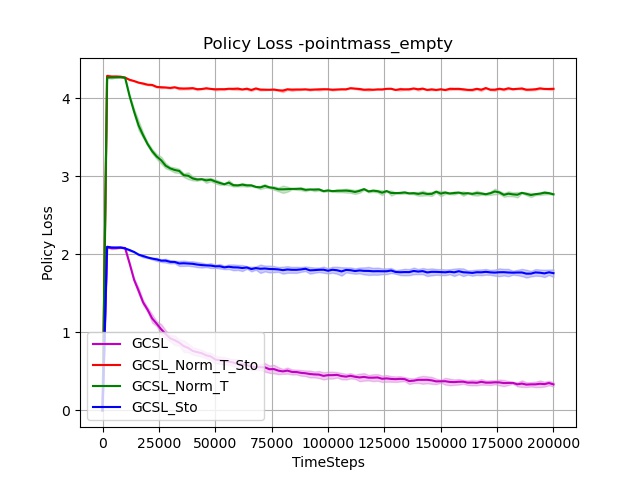 Policy Loss -pointmass_empty
Policy Loss
4
3
2
1
0
GCSL
GCSL_Norm_T_Sto
GCSL_Norm_T
GCSL_Sto
0 25000 50000 75000 100000 125000 150000 175000 200000
TimeSteps